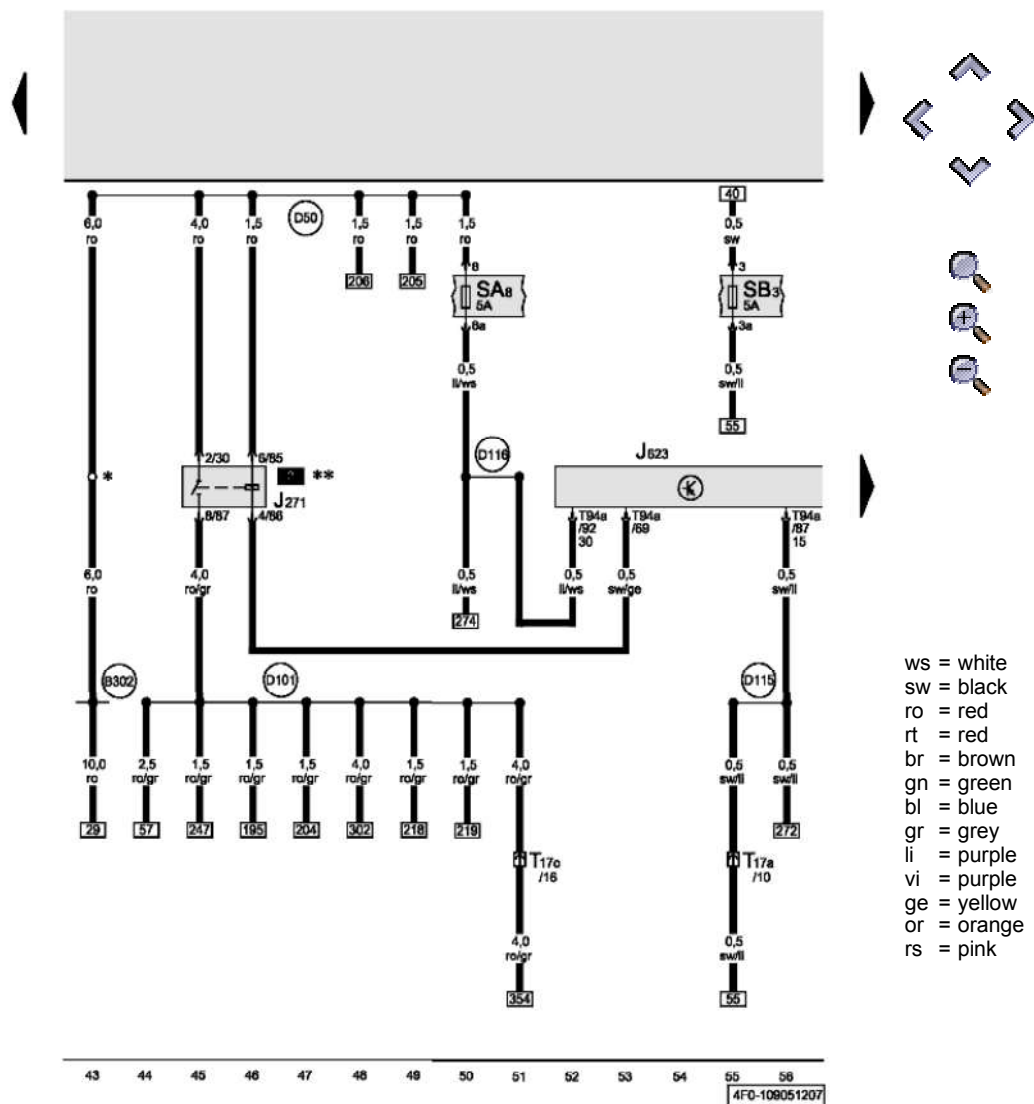 40
6,0 4,0 1,5 D50 1,5 1,5 1,5 0,5
ro ro ro ro ro ro sw
206 205
8 3
SA8 SB3
5A 5A
8a 3a
0,5 0,5
li/ws sw/li
55
D116
J623
* 2/30 6/85 **
J271
8/87 4/86
T94a T94a T94a
/92 /69 /87
30 15
6,0 4,0 0,5 0,5 0,5 0,5
ro ro/gr li/ws li/ws sw/ge sw/li
274
B302 D101 D115
10,0 2,5 1,5 1,5 1,5 4,0 1,5 1,5 4,0 0,5 0,5
ro ro/gr ro/gr ro/gr ro/gr ro/gr ro/gr ro/gr ro/gr sw/li sw/li
29 57 247 195 204 302 218 219 272
T17c T17a
/16 /10
4,0 0,5
ro/gr sw/li
354 55
43 44 45 46 47 48 49 50 51 52 53 54 55 56
4F0-109051207
ws = white
sw = black
ro = red
rt = red
br = brown
gn = green
bl = blue
gr = grey
li = purple
vi = purple
ge = yellow
or = orange
rs = pink